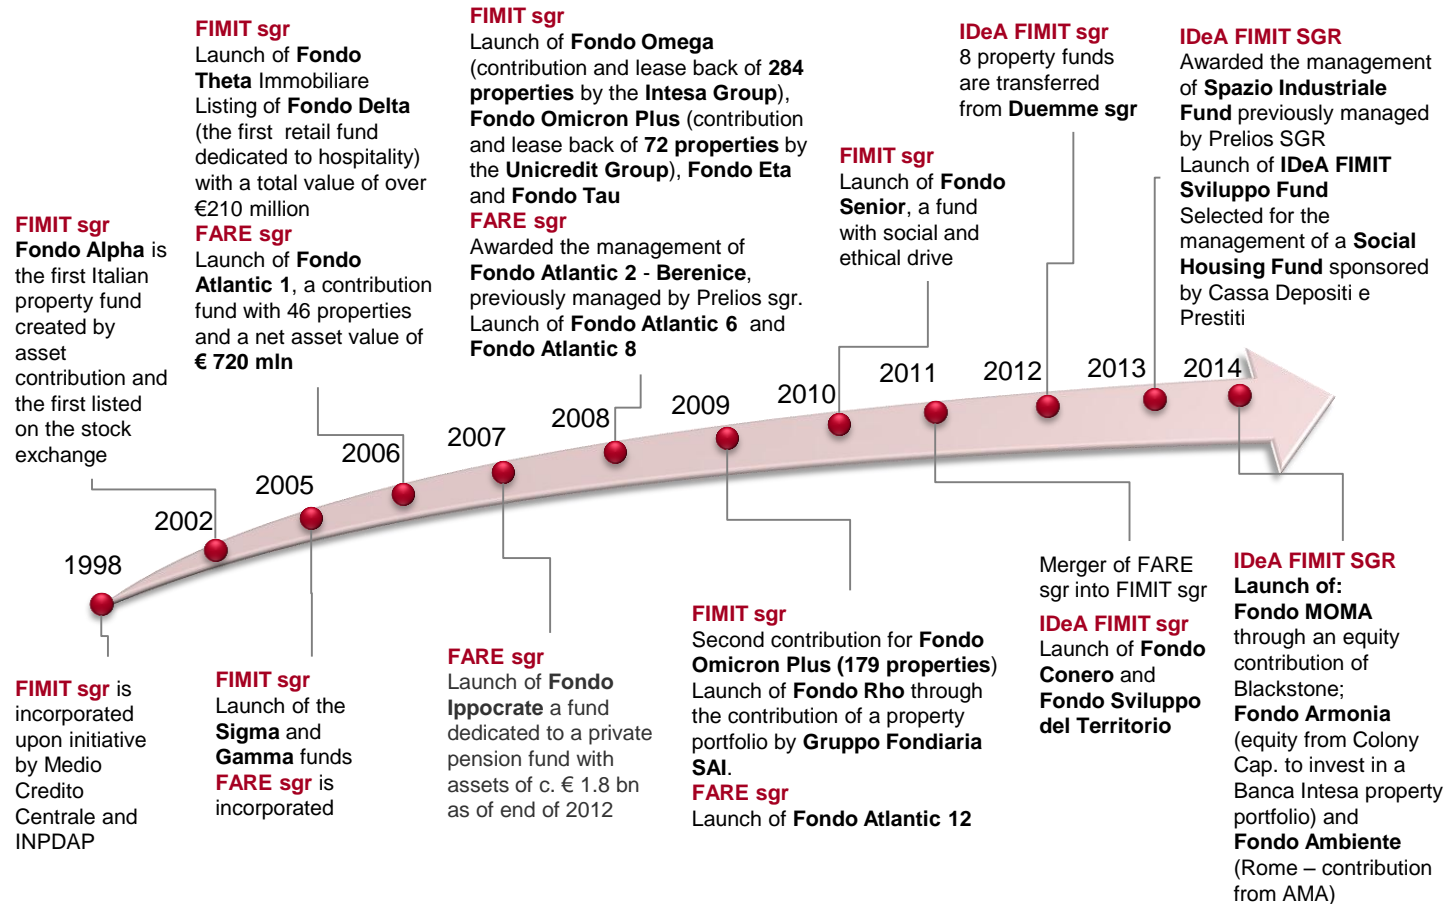 FIMIT sgr
Fondo Alpha is
the first Italian
property fund
created by
asset
contribution and
the first listed
on the stock
exchange
FIMIT sgr
Launch of Fondo
Theta Immobiliare
Listing of Fondo Delta
(the first retail fund
dedicated to hospitality)
with a total value of over
€210 million
FARE sgr
Launch of Fondo
Atlantic 1, a contribution
fund with 46 properties
and a net asset value of
€ 720 mln
FIMIT sgr
Launch of Fondo Omega
(contribution and lease back of 284
properties by the Intesa Group),
Fondo Omicron Plus (contribution
and lease back of 72 properties by
the Unicredit Group), Fondo Eta
and Fondo Tau
FARE sgr
Awarded the management of
Fondo Atlantic 2 - Berenice,
previously managed by Prelios sgr.
Launch of Fondo Atlantic 6 and
Fondo Atlantic 8
FIMIT sgr
Launch of Fondo
Senior, a fund
with social and
ethical drive
IDeA FIMIT sgr
8 property funds
are transferred
from Duemme sgr
IDeA FIMIT SGR
Awarded the management
of Spazio Industriale
Fund previously managed
by Prelios SGR
Launch of IDeA FIMIT
Sviluppo Fund
Selected for the
management of a Social
Housing Fund sponsored
by Cassa Depositi e
Prestiti
1998
2002
2005
2006
2007
2008
2009
2010
2011
2012
2013
2014
FIMIT sgr is
incorporated
upon initiative
by Medio
Credito
Centrale and
INPDAP
FIMIT sgr
Launch of the
Sigma and
Gamma funds
FARE sgr is
incorporated
FARE sgr
Launch of Fondo
Ippocrate a fund
dedicated to a private
pension fund with
assets of c. € 1.8 bn
as of end of 2012
FIMIT sgr
Second contribution for Fondo
Omicron Plus (179 properties)
Launch of Fondo Rho through
the contribution of a property
portfolio by Gruppo Fondiaria
SAI.
FARE sgr
Launch of Fondo Atlantic 12
Merger of FARE
sgr into FIMIT sgr
IDeA FIMIT sgr
Launch of Fondo
Conero and
Fondo Sviluppo
del Territorio
IDeA FIMIT SGR
Launch of:
Fondo MOMA
through an equity
contribution of
Blackstone;
Fondo Armonia
(equity from Colony
Cap. to invest in a
Banca Intesa property
portfolio) and
Fondo Ambiente
(Rome – contribution
from AMA)